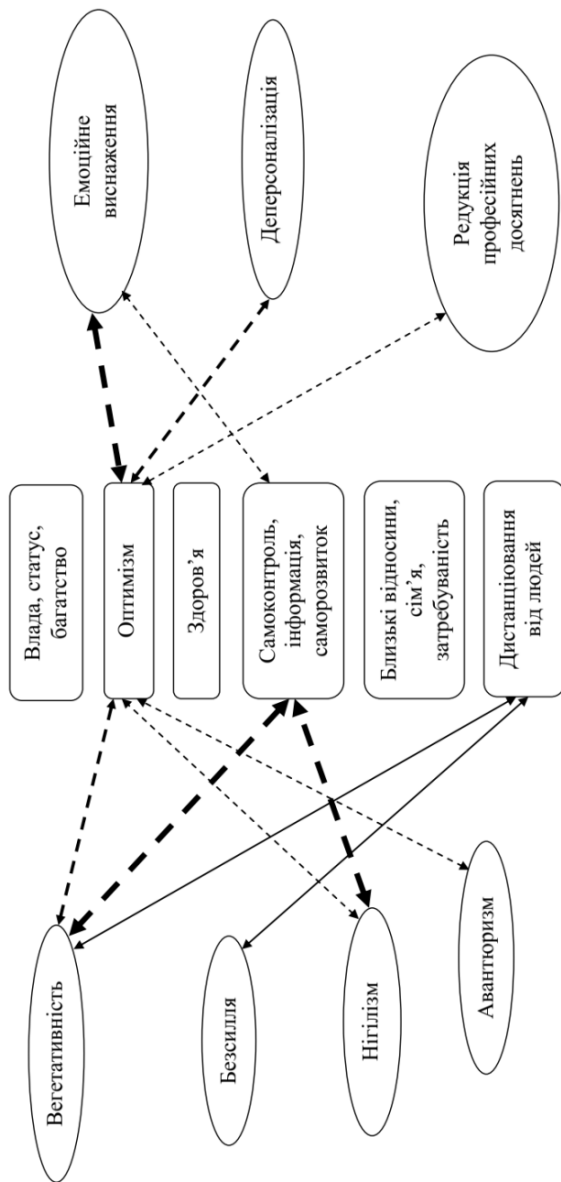 Вегетативність
Безсилля
Нігілізм
Авантюризм
Влада, статус,
багатство
Оптимізм
Здоров’я
Самоконтроль,
інформація,
саморозвиток
Близькі відносини,
сім’я,
затребуваність
Дистанціювання
від людей
Емоційне
виснаження
Деперсоналізація
Редукція
професійних
досягнень